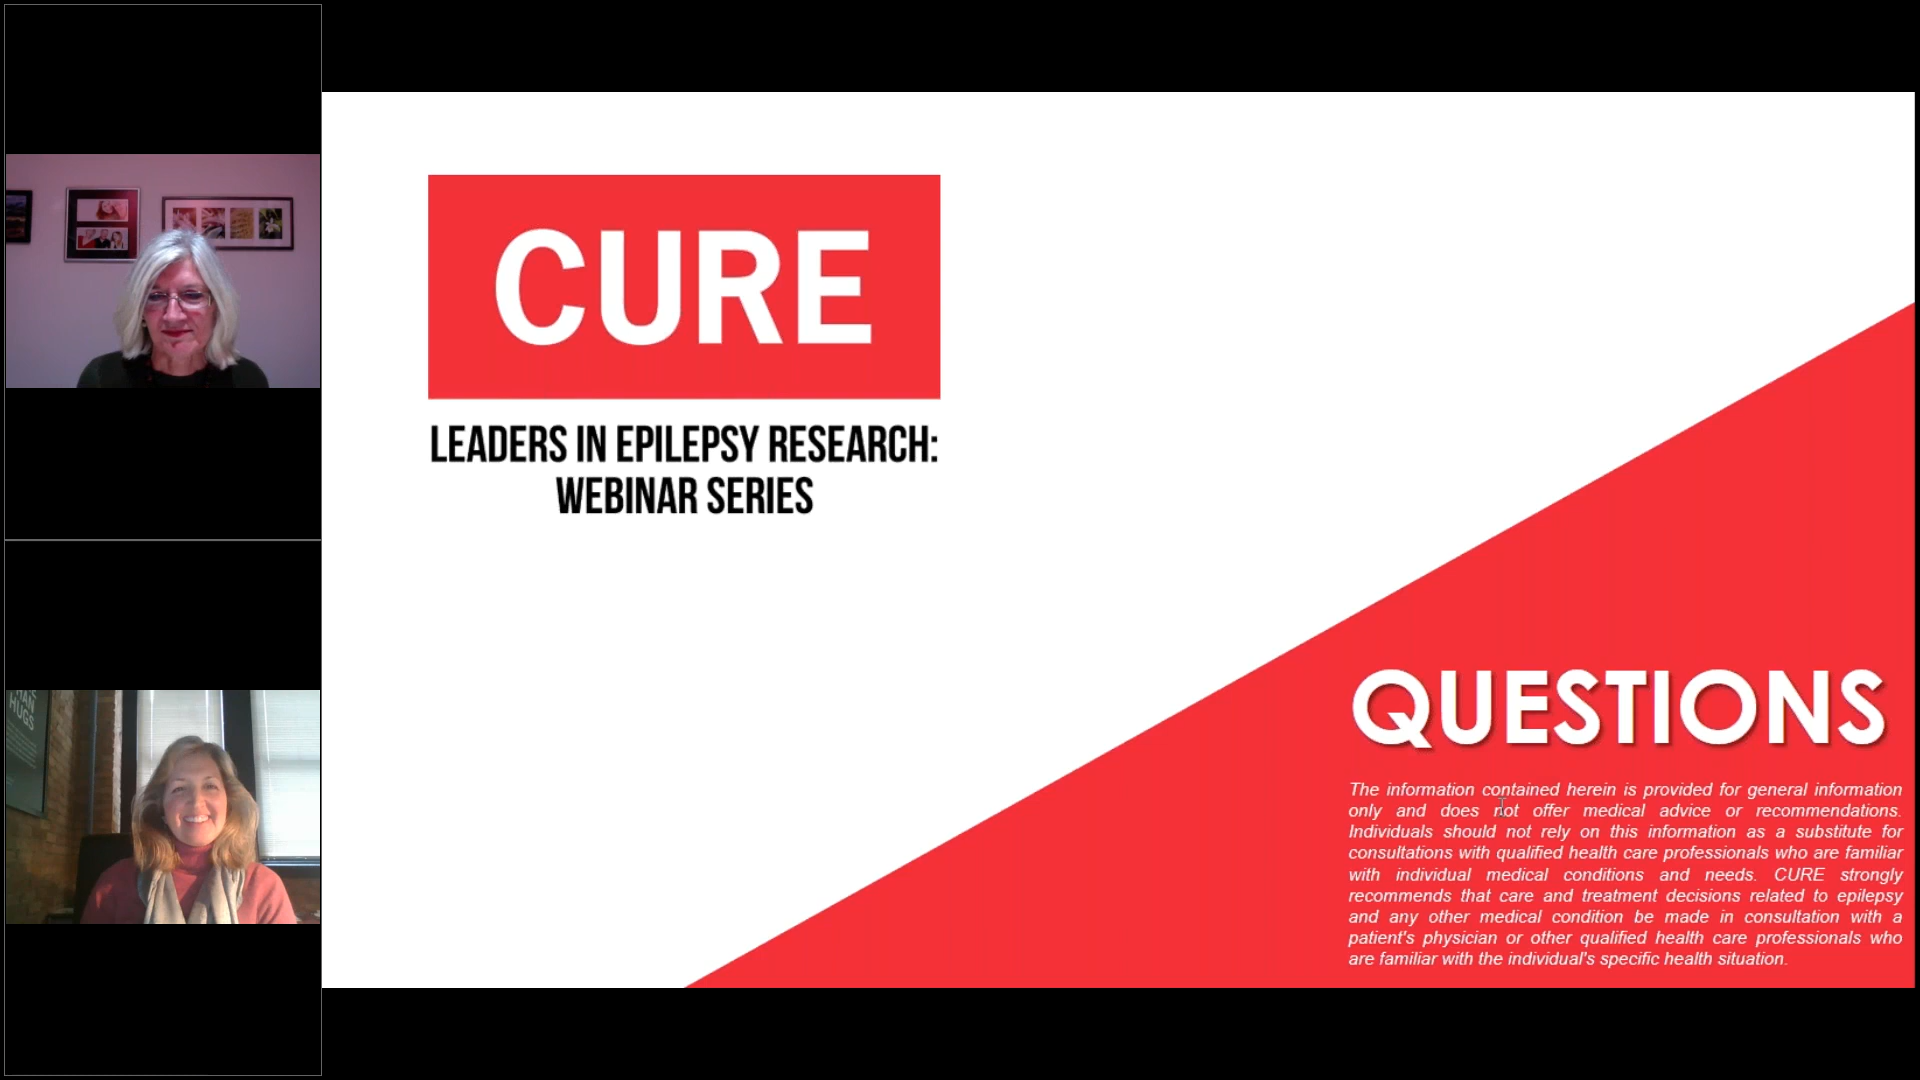 CURE
LEADERS IN EPILEPSY RESEARCH:
WEBINAR SERIES
QUESTIONS
The information contained herein is provided for general information
only and does not offer medical advice or recommendations.
Individuals should not rely on this information as a substitute for
consultations with qualified health care professionals who are familiar
with individual medical conditions and needs. CURE strongly
recommends that care and treatment decisions related to epilepsy
and any other medical condition be made in consultation with a
patient's physician or other qualified health care professionals who
are familiar with the individual's specific health situation.
HUGS